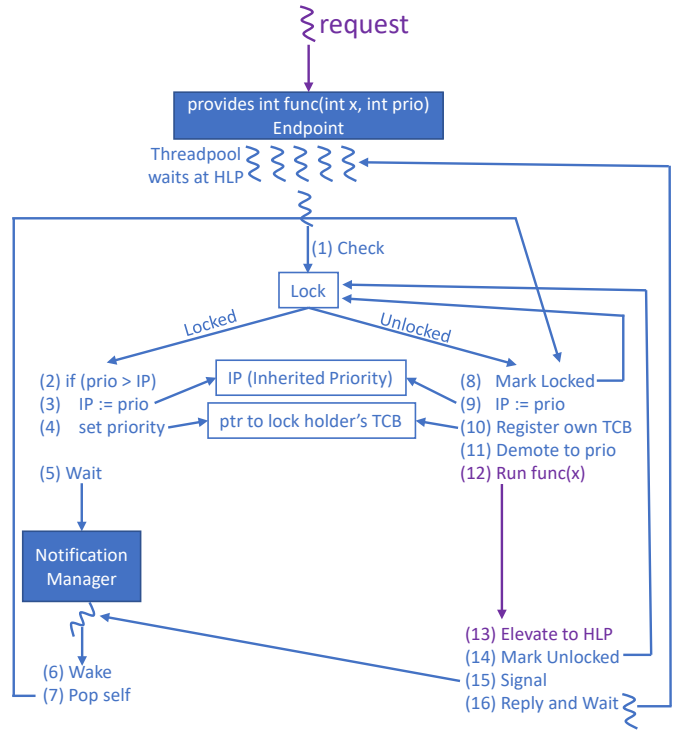 request
provides int func(int x, int prio)
Endpoint
Threadpool
waits at HLP
(1) Check
Lock
Locked
Unlocked
(2) if (prio > IP)
(3) IP := prio
(4) set priority
(5) Wait
IP (Inherited Priority)
ptr to lock holder's TCB
(8) Mark Locked
(9) IP := prio
(10) Register own TCB
(11) Demote to prio
(12) Run func(x)
Notification
Manager
(6) Wake
(7) Pop self
(13) Elevate to HLP
(14) Mark Unlocked
(15) Signal
(16) Reply and Wait